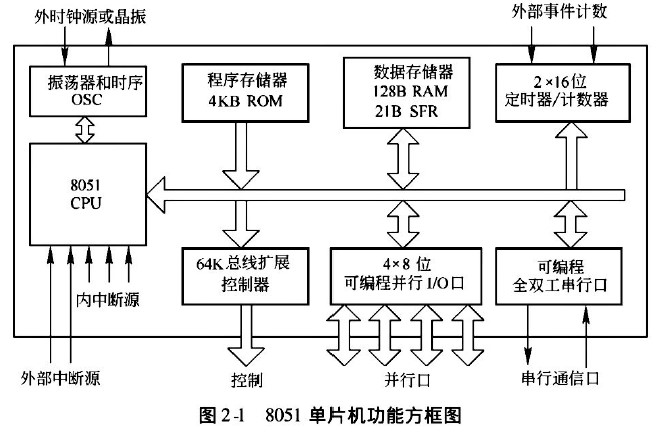 外时钟源或晶振
外部事件计数
振荡器和时序
OSC
程序存储器
4KB ROM
数据存储器
128B RAM
21B SFR
2×16位
定时器/计数器
8051
CPU
64K总线扩展
控制器
4×8 位
可编程并行I/O口
可编程
全双工串行口
内中断源
外部中断源
控制
并行口
串行通信口
图 2-1 8051 单片机功能方框图